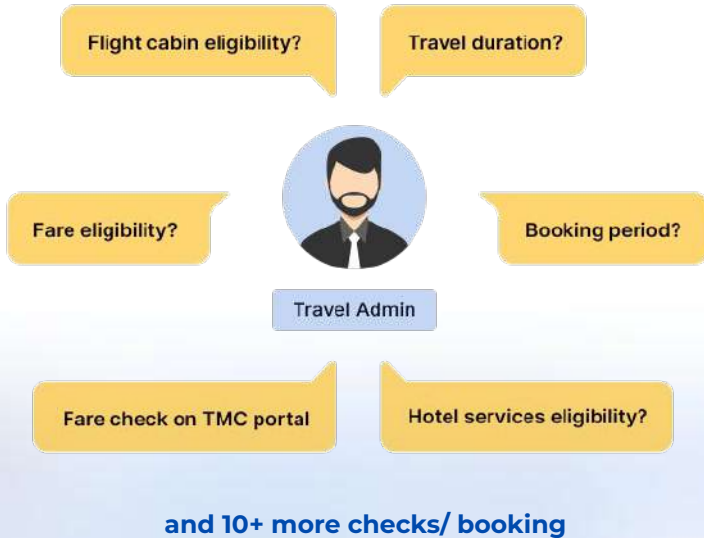 Flight cabin eligibility?
Travel duration?
Fare eligibility?
Booking period?
Travel Admin
Fare check on TMC portal
Hotel services eligibility?
and 10+ more checks/ booking